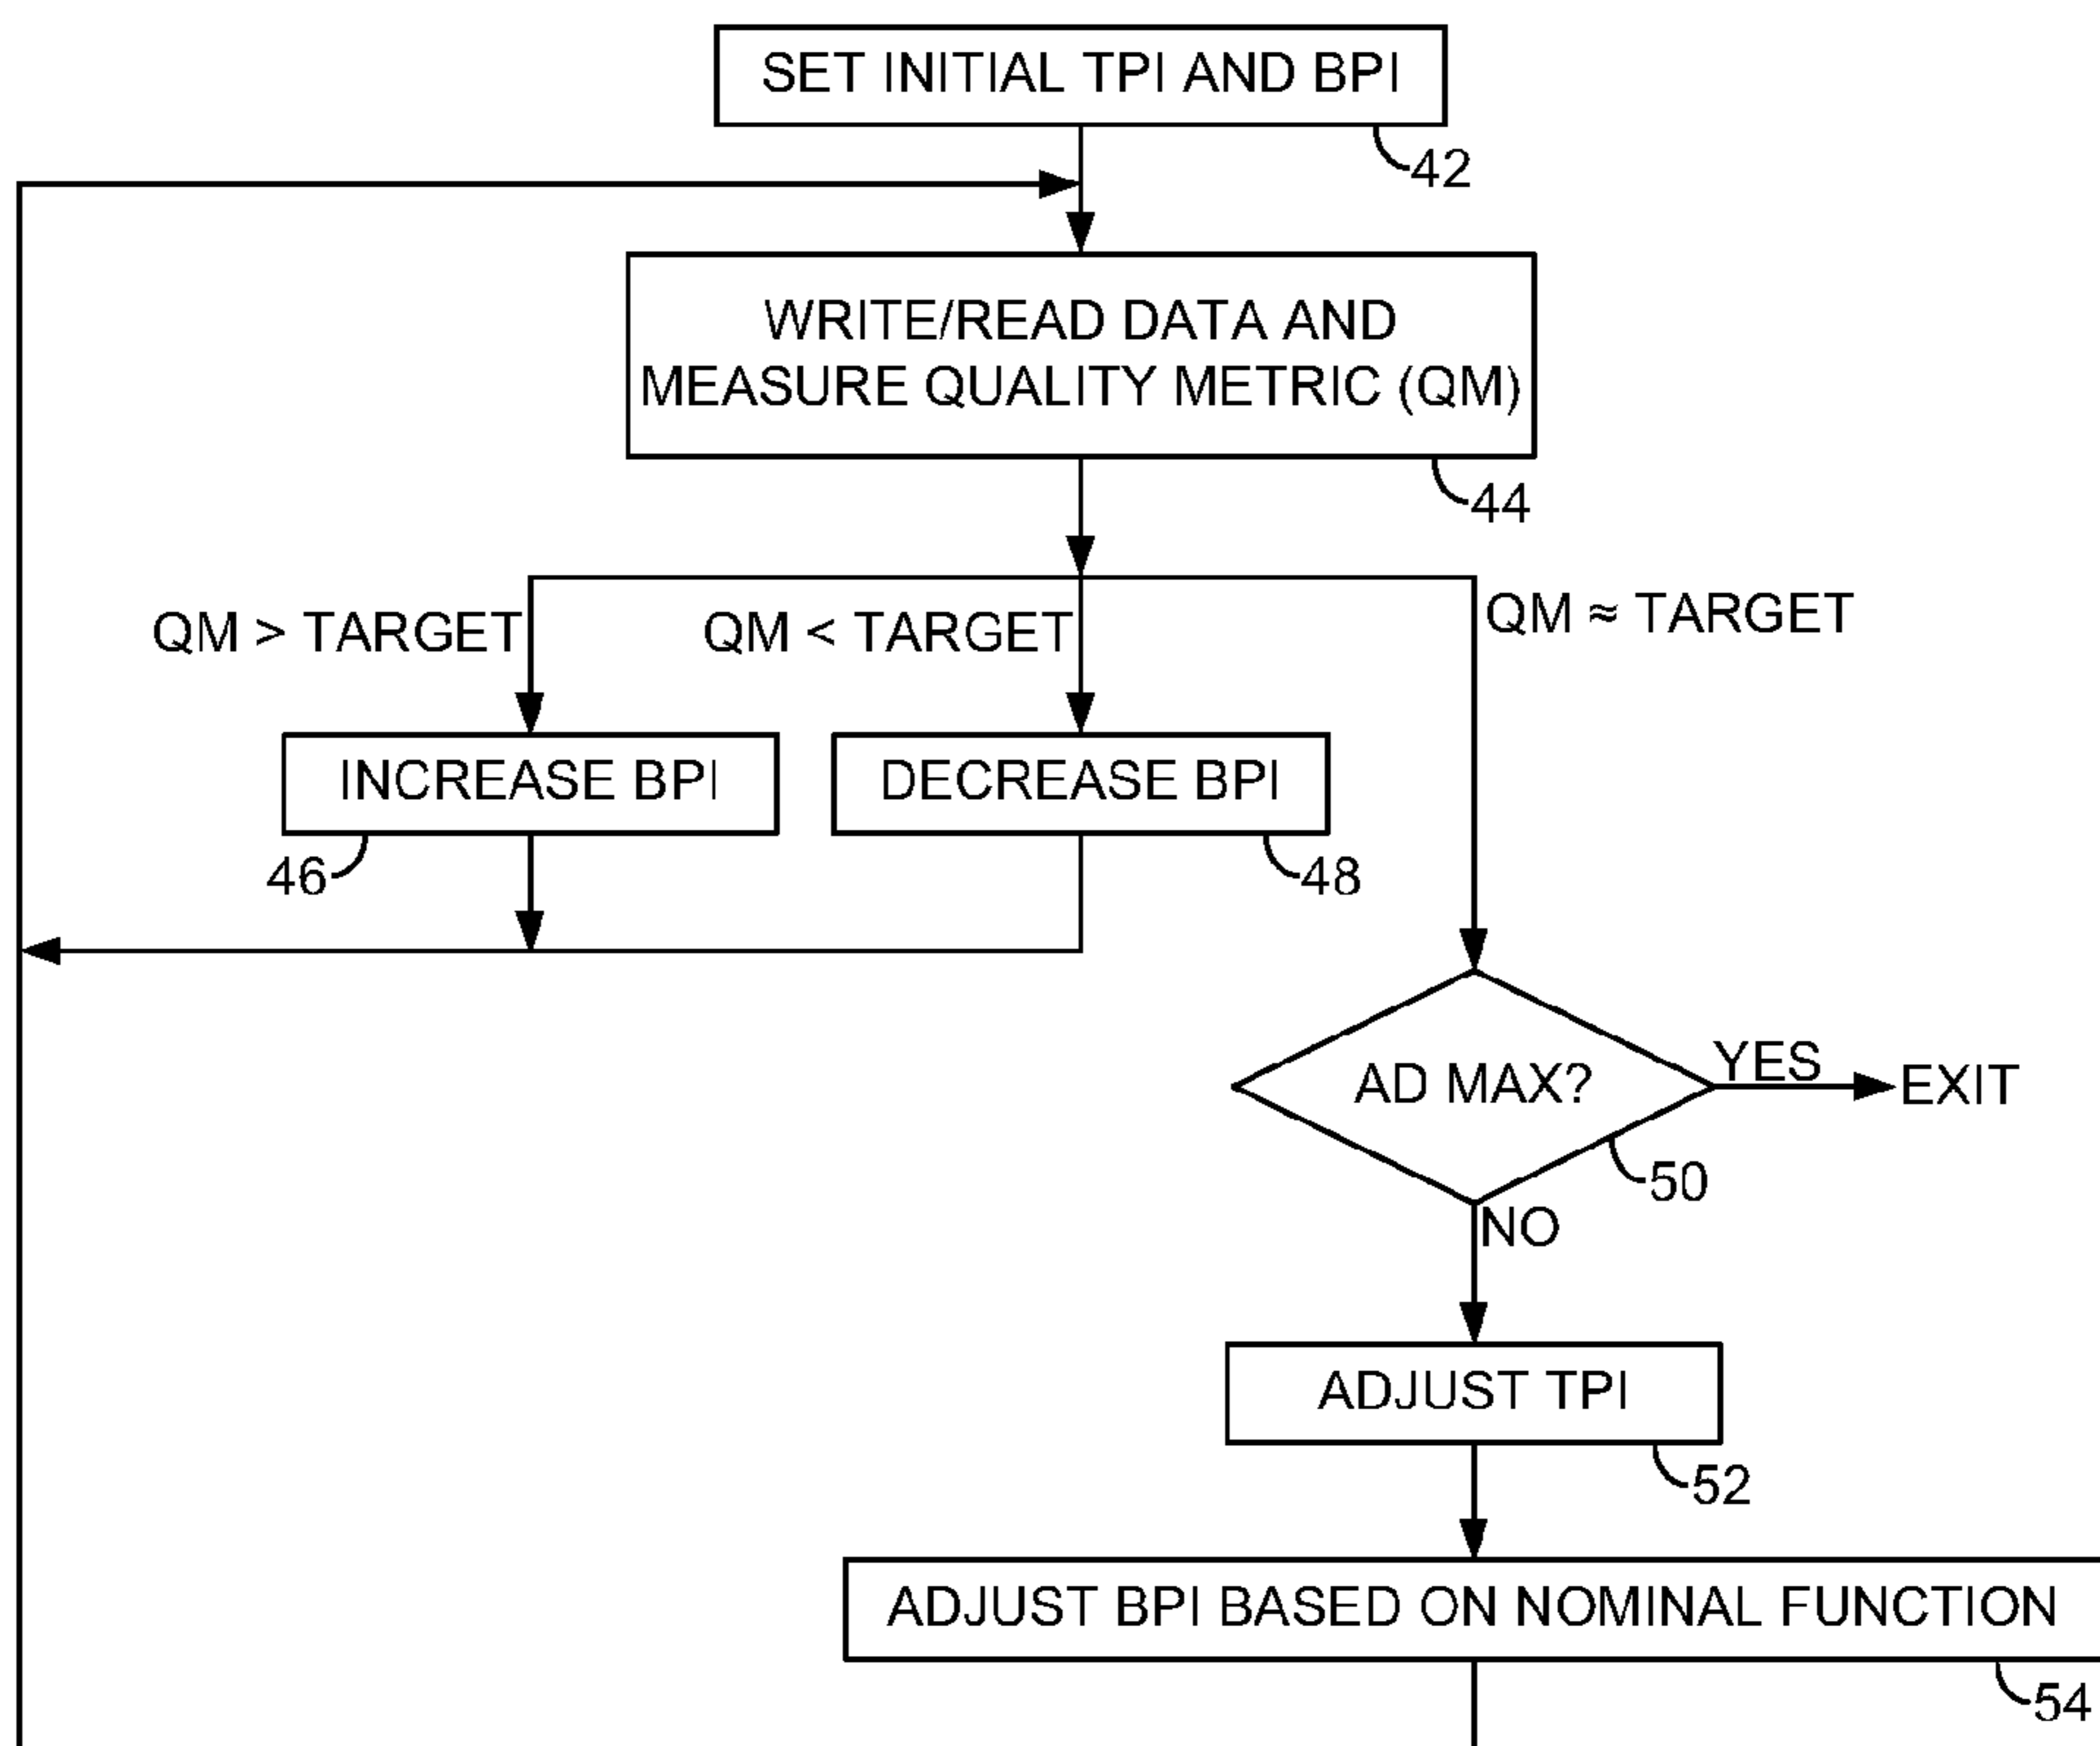 SET INITIAL TPI AND BPI
42
WRITE/READ DATA AND
MEASURE QUALITY METRIC (QM)
44
QM > TARGET
QM < TARGET
QM ≈ TARGET
INCREASE BPI
DECREASE BPI
46
48
AD MAX?
YES
EXIT
50
NO
ADJUST TPI
52
ADJUST BPI BASED ON NOMINAL FUNCTION
54